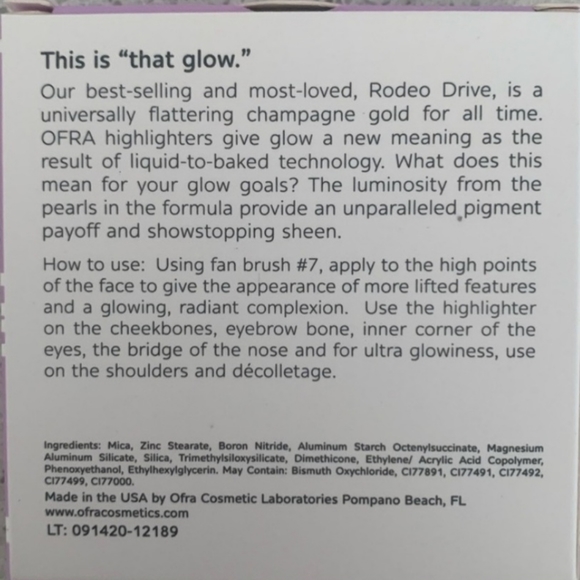 This is “that glow.”
Our best-selling and most-loved, Rodeo Drive, is a
universally flattering champagne gold for all time.
OFRA highlighters give glow a new meaning as the
result of liquid-to-baked technology. What does this
mean for your glow goals? The luminosity from the
pearls in the formula provide an unparalleled pigment
payoff and showstopping sheen.
How to use: Using fan brush #7, apply to the high points
of the face to give the appearance of more lifted features
and a glowing, radiant complexion. Use the highlighter
on the cheekbones, eyebrow bone, inner corner of the
eyes, the bridge of the nose and for ultra glowiness, use
on the shoulders and décolletage.
Ingredients: Mica, Zinc Stearate, Boron Nitride, Aluminum Starch Octenylsuccinate, Magnesium
Aluminum Silicate, Silica, Trimethylsiloxysilicate, Dimethicone, Ethylene/ Acrylic Acid Copolymer,
Phenoxyethanol, Ethylhexylglycerin. May Contain: Bismuth Oxychloride, CI77891, CI77491, CI77492,
CI77499, CI77000.
Made in the USA by Ofra Cosmetic Laboratories Pompano Beach, FL
www.ofracosmetics.com
LT: 091420-12189